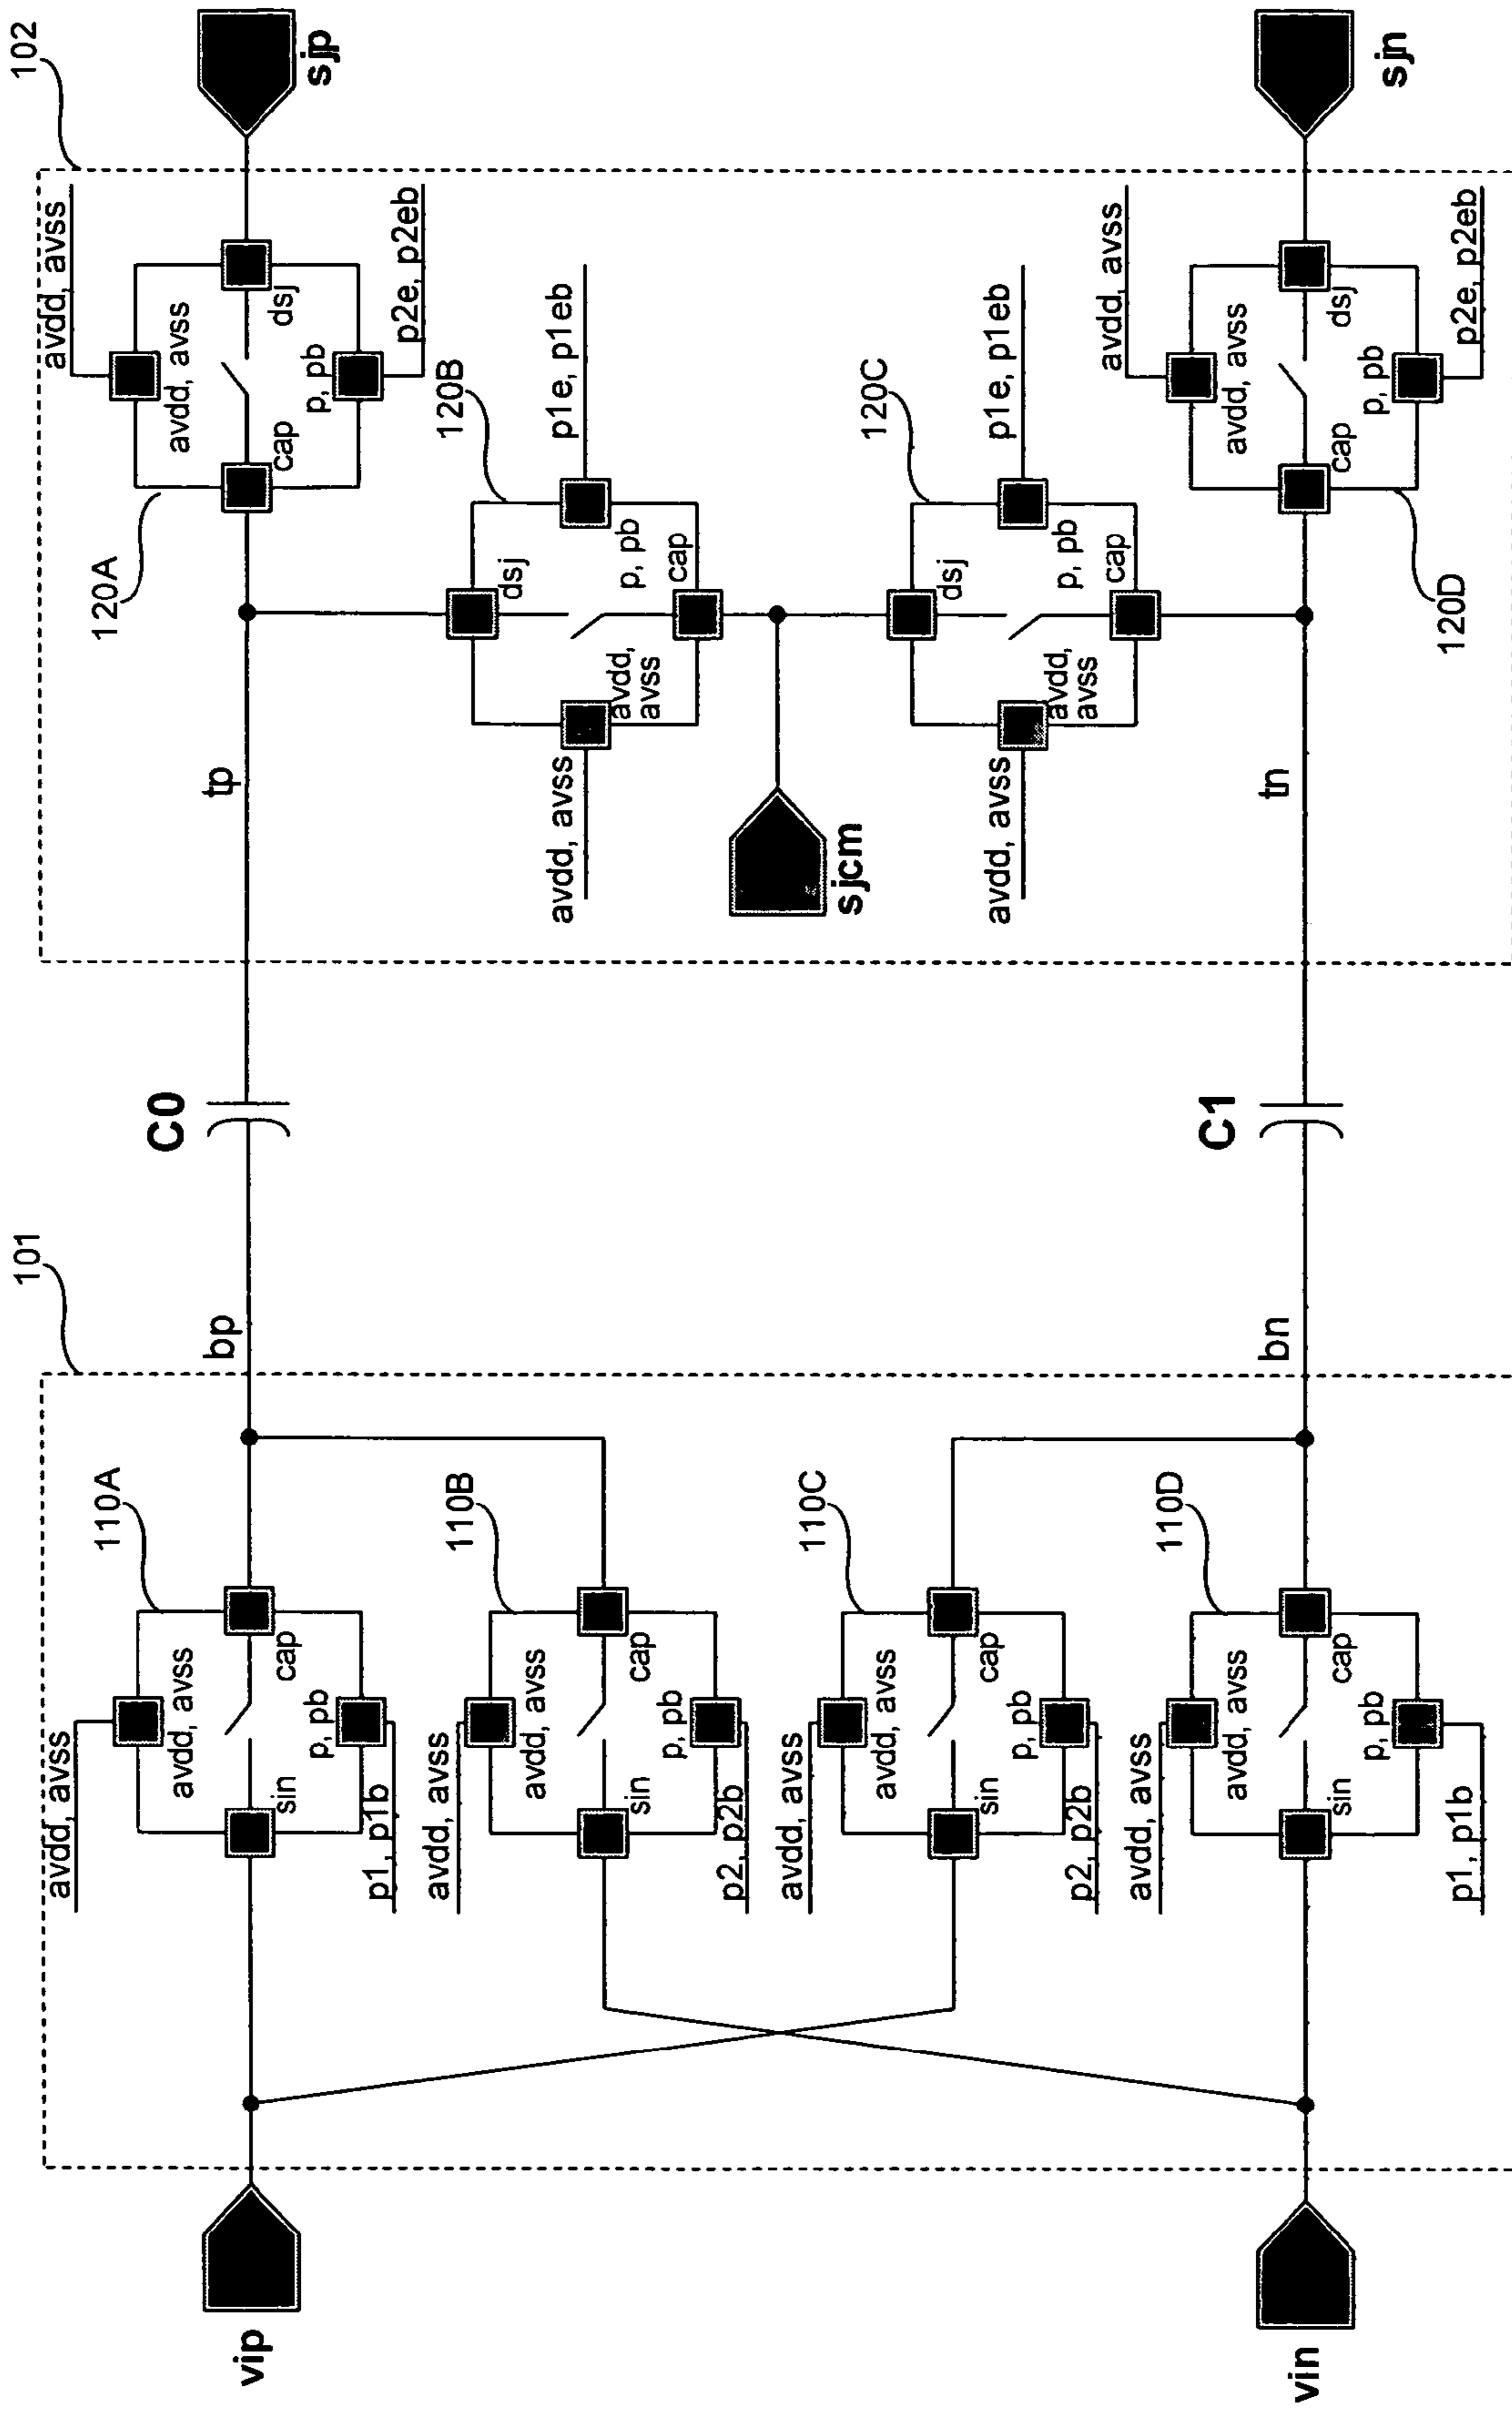 101
102
vip
vin
110A
avdd, avss
avdd, avss
sin
cap
p, pb
p1, p1b
110B
avdd, avss
avdd, avss
sin
cap
p, pb
p2, p2b
110C
avdd, avss
avdd, avss
sin
cap
p, pb
p2, p2b
110D
avdd, avss
avdd, avss
sin
cap
p, pb
p1, p1b
bp
bn
C0
C1
tp
tn
120A
avdd, avss
avdd, avss
cap
dsj
p, pb
p2e, p2eb
120B
dsj
p1e, p1eb
p, pb
avdd, avss
avdd,
avss
cap
sjcm
120C
dsj
p1e, p1eb
p, pb
avdd, avss
avdd,
avss
cap
120D
avdd, avss
avdd, avss
cap
dsj
p, pb
p2e, p2eb
sjp
sjn